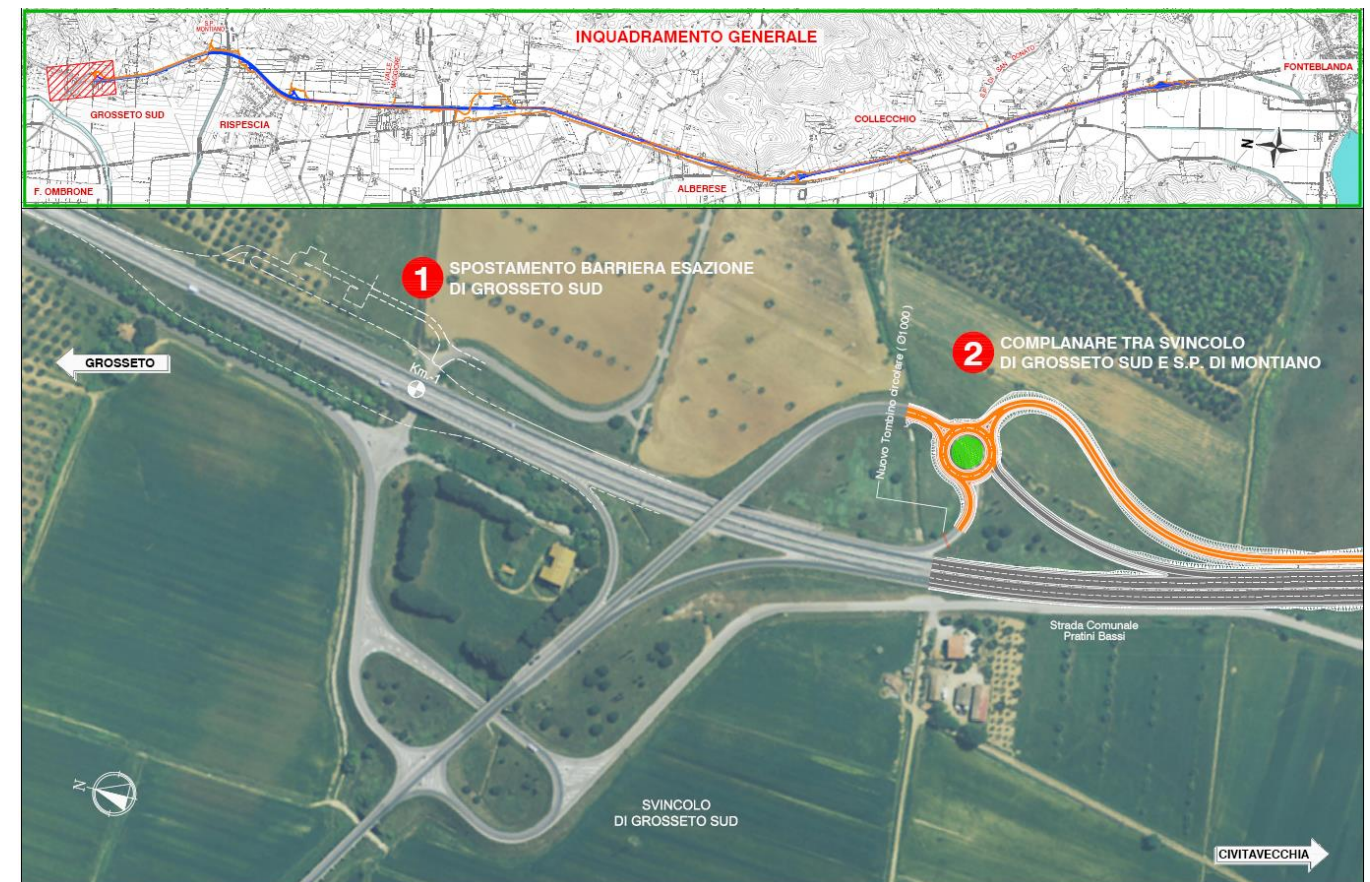 INQUADRAMENTO GENERALE
S.P.
MONTIANO
VALLE
MAGGIORE
S.P. DI SAN DONATO
FONTEBLANDA
GROSSETO SUD
RISPESCIA
COLLECCHIO
N
F. OMBRONE
ALBERESE
1
SPOSTAMENTO BARRIERA ESAZIONE
DI GROSSETO SUD
Nuovo Tombino circolare ( Ø1000 )
2
COMPLANARE TRA SVINCOLO
DI GROSSETO SUD E S.P. DI MONTIANO
GROSSETO
Km.-1
Strada Comunale
Pratini Bassi
N
SVINCOLO
DI GROSSETO SUD
CIVITAVECCHIA